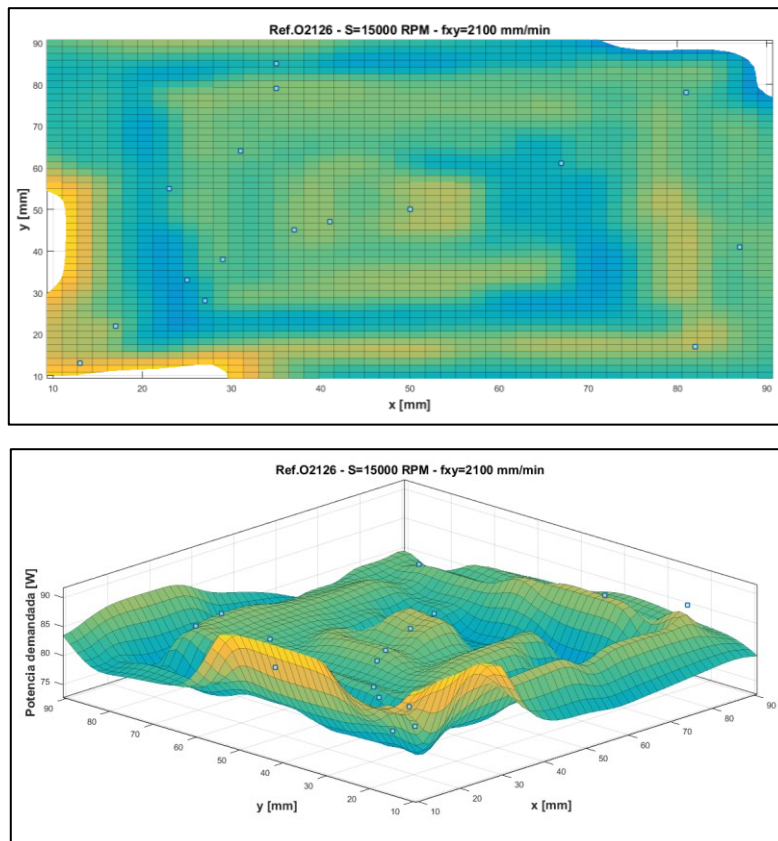 Ref.O2126 - S=15000 RPM - fxy=2100 mm/min
90
80
70
60
50
40
30
20
10
y [mm]
10 20 30 40 50 60 70 80 90
x [mm]
Ref.O2126 - S=15000 RPM - fxy=2100 mm/min
Potencia demandada [W]
90
85
80
75
90 80 70 60 50 40 30 20 10
y [mm]
10 20 30 40 50 60 70 80 90
x [mm]